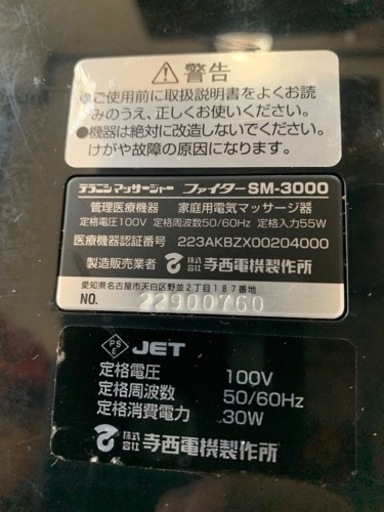 ⚠警告
●ご使用前に取扱説明書をよくお読
みのうえ、正しくお使いください。
●機器は絶対に改造しないでください。
けがや故障の原因になります。
テラニシマッサージャー ファイターSM-3000
管理医療機器 家庭用電気マッサージ器
定格電圧100V 定格周波数50/60Hz 定格入力55W
医療機器認証番号 223AKBZX00204000
製造販売業者 株式会社 寺西電機製作所
愛知県名古屋市天白区野並2丁目187番地
NO. 22900760
PSE JET
定格電圧 100V
定格周波数 50/60Hz
定格消費電力 30W
株式会社 寺西電機製作所